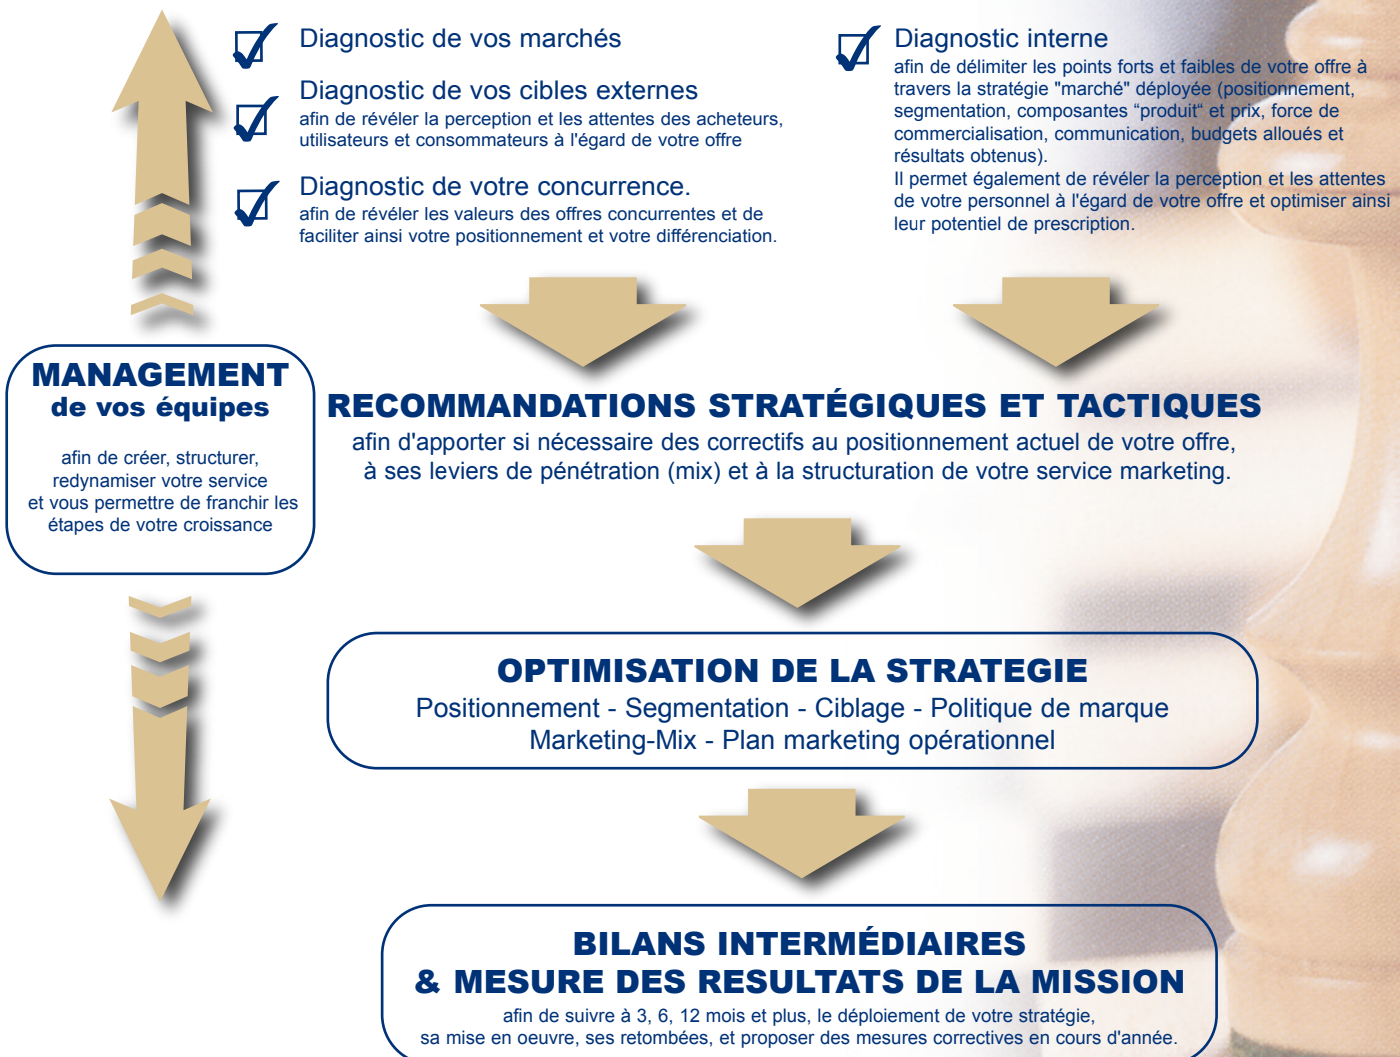 Diagnostic de vos marchés
Diagnostic de vos cibles externes
afin de révéler la perception et les attentes des acheteurs,
utilisateurs et consommateurs à l'égard de votre offre
Diagnostic de votre concurrence.
afin de révéler les valeurs des offres concurrentes et de
faciliter ainsi votre positionnement et votre différenciation.
Diagnostic interne
afin de délimiter les points forts et faibles de votre offre à
travers la stratégie "marché" déployée (positionnement,
segmentation, composantes “produit“ et prix, force de
commercialisation, communication, budgets alloués et
résultats obtenus).
Il permet également de révéler la perception et les attentes
de votre personnel à l'égard de votre offre et optimiser ainsi
leur potentiel de prescription.
MANAGEMENT
de vos équipes
afin de créer, structurer,
redynamiser votre service
et vous permettre de franchir les
étapes de votre croissance
RECOMMANDATIONS STRATÉGIQUES ET TACTIQUES
afin d'apporter si nécessaire des correctifs au positionnement actuel de votre offre,
à ses leviers de pénétration (mix) et à la structuration de votre service marketing.
OPTIMISATION DE LA STRATEGIE
Positionnement - Segmentation - Ciblage - Politique de marque
Marketing-Mix - Plan marketing opérationnel
BILANS INTERMÉDIAIRES
& MESURE DES RESULTATS DE LA MISSION
afin de suivre à 3, 6, 12 mois et plus, le déploiement de votre stratégie,
sa mise en oeuvre, ses retombées, et proposer des mesures correctives en cours d'année.